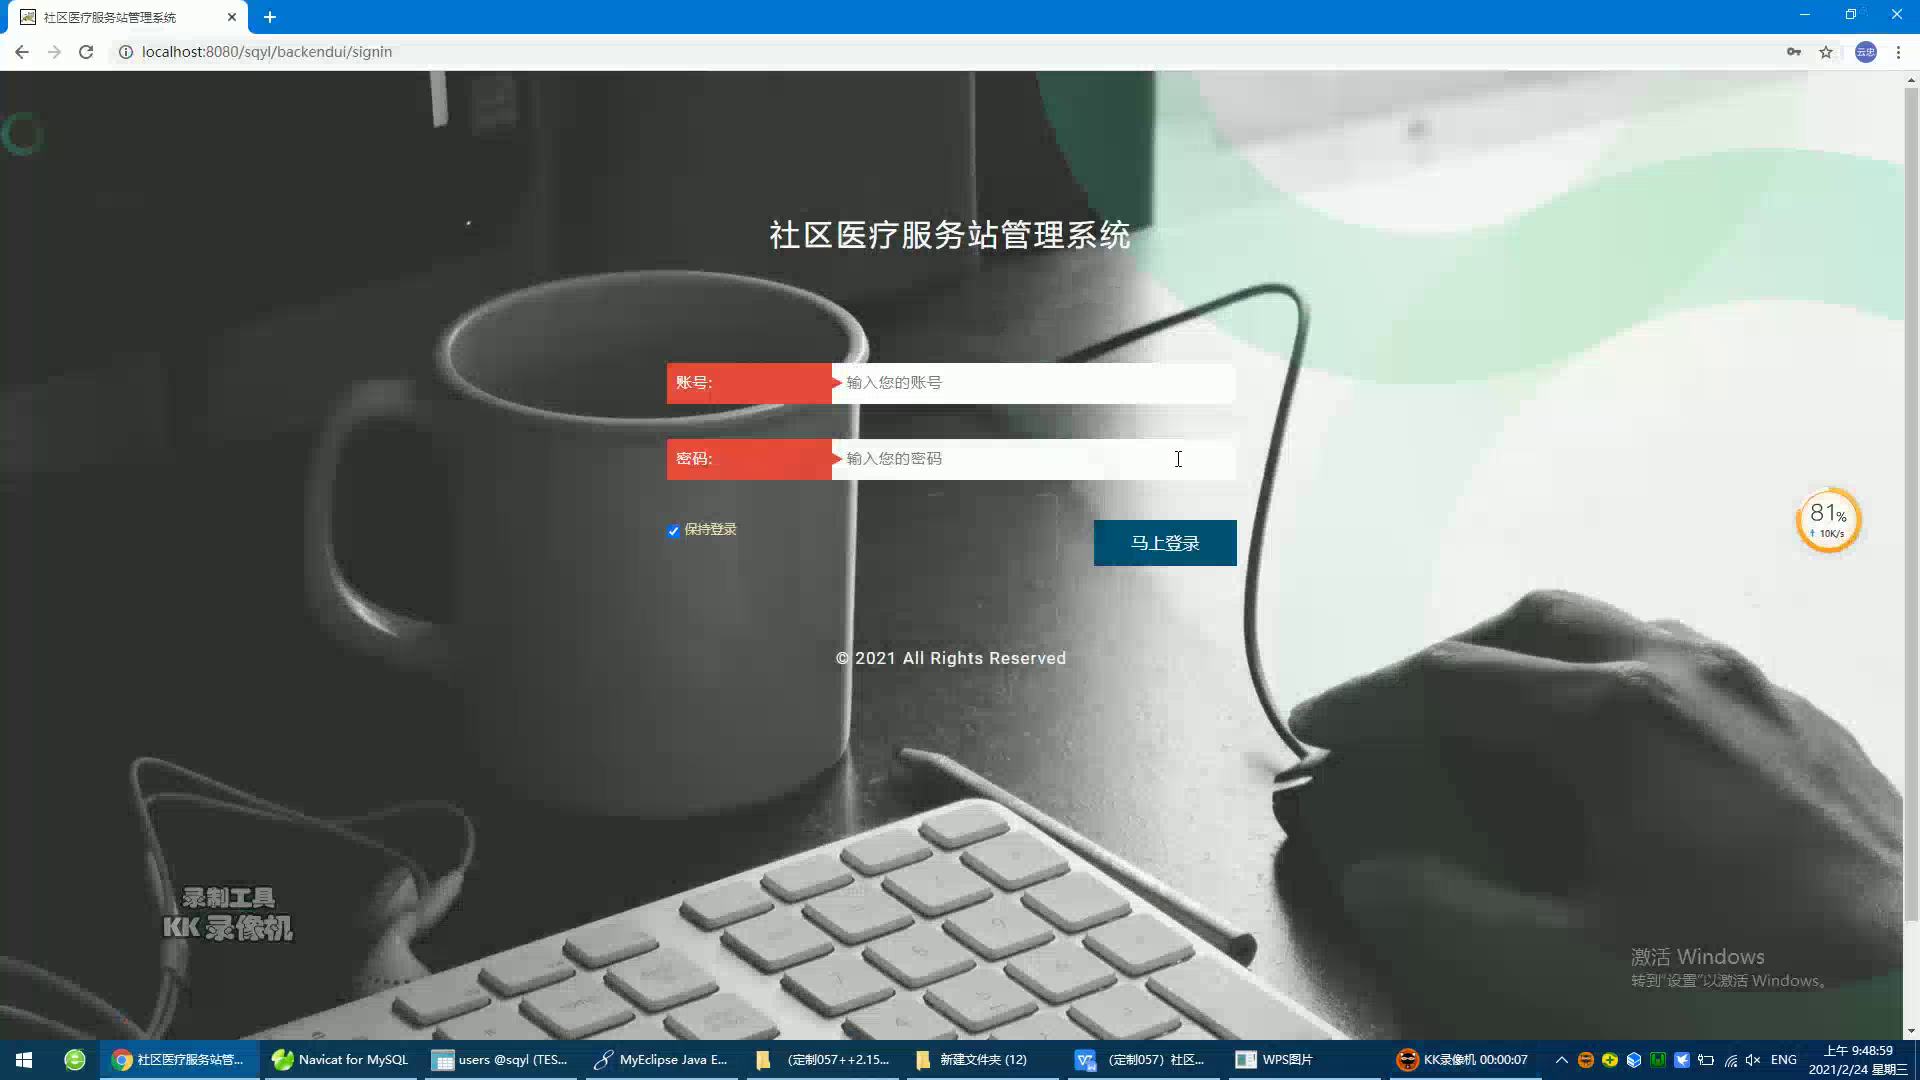 社区医疗服务站管理系统
localhost:8080/sqyl/backendui/signin
云忠
社区医疗服务站管理系统
账号:
输入您的账号
密码:
输入您的密码
保持登录
马上登录
81%
10K/s
© 2021 All Rights Reserved
录制工具
KK 录像机
激活 Windows
转到“设置”以激活 Windows。
社区医疗服务站管...
Navicat for MySQL
users @sqyl (TES...
MyEclipse Java E...
(定制057++2.15...
新建文件夹 (12)
(定制057) 社区...
WPS图片
KK录像机 00:00:07
ENG
上午 9:48:59
2021/2/24 星期三